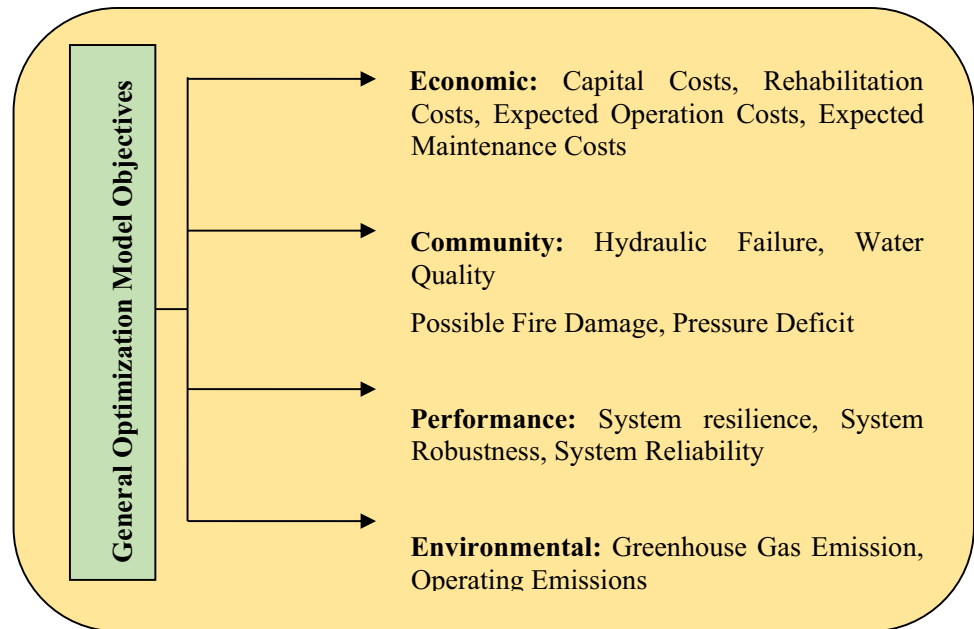 General Optimization Model Objectives
Economic: Capital Costs, Rehabilitation
Costs, Expected Operation Costs, Expected
Maintenance Costs
Community: Hydraulic Failure, Water
Quality
Possible Fire Damage, Pressure Deficit
Performance: System resilience, System
Robustness, System Reliability
Environmental: Greenhouse Gas Emission,
Operating Emissions